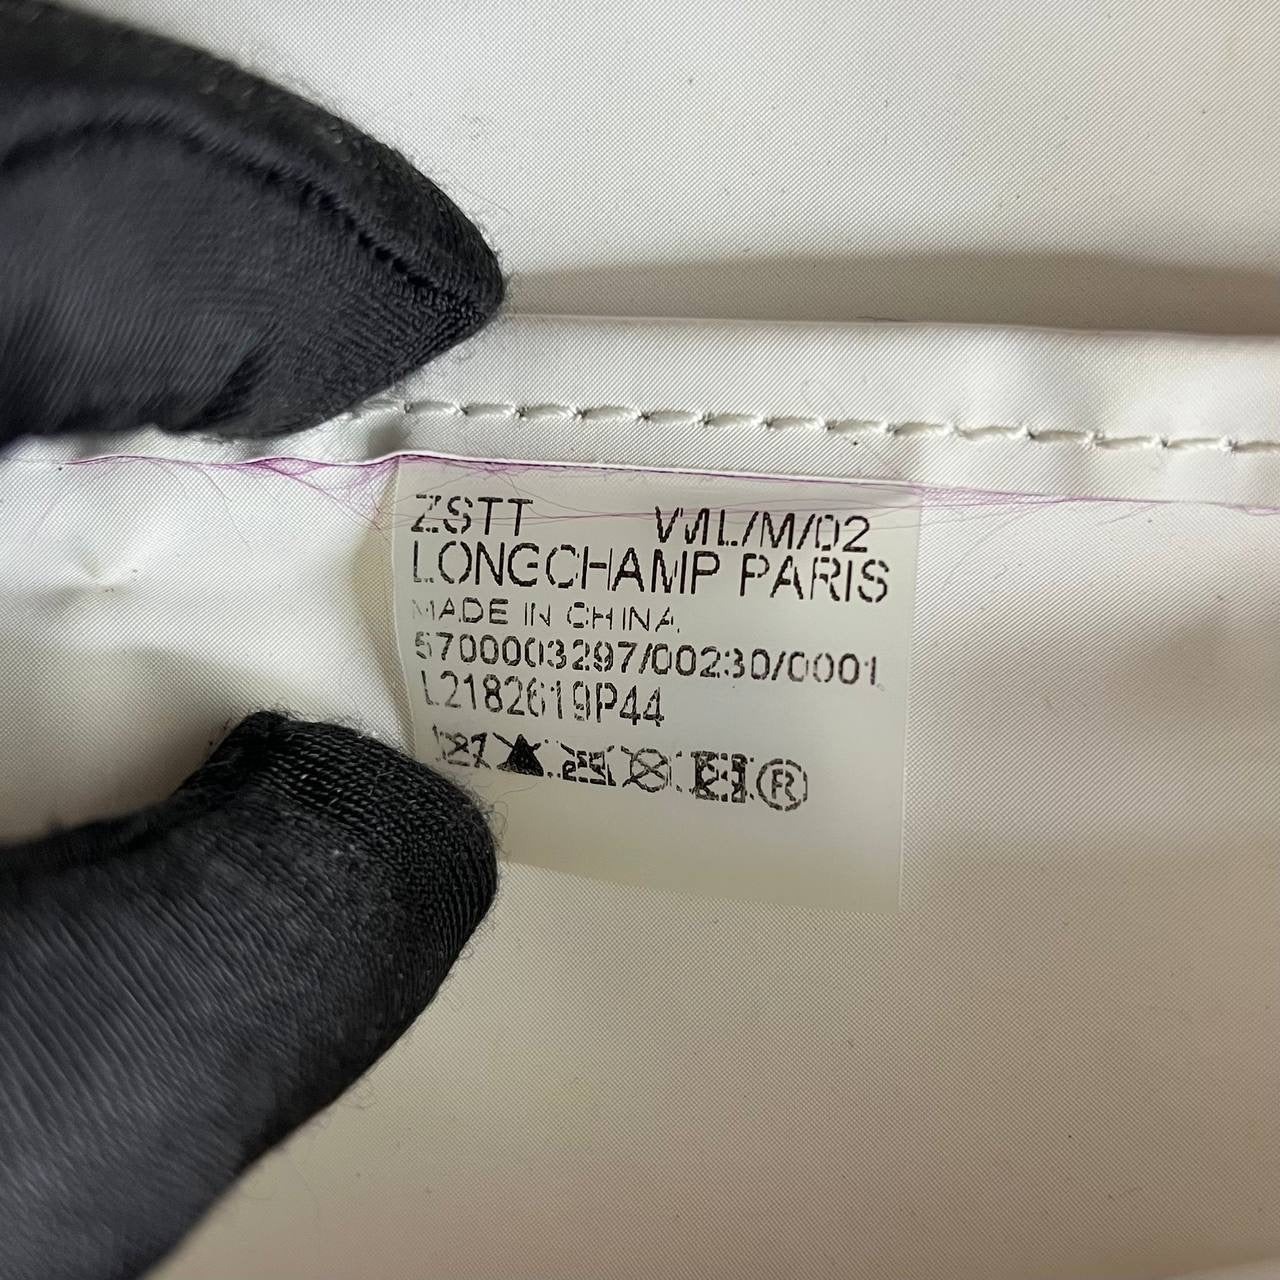 ZSTT VML/M/02
LONGCHAMP PARIS
MADE IN CHINA
5700003297/00230/0001
L2182619P44
®